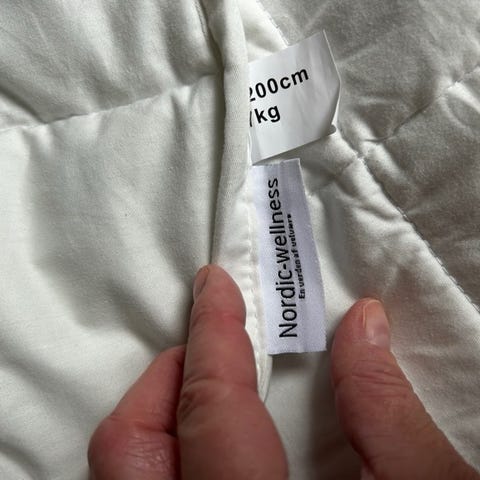 200cm
/kg
Nordic-wellness
En verden af velvære